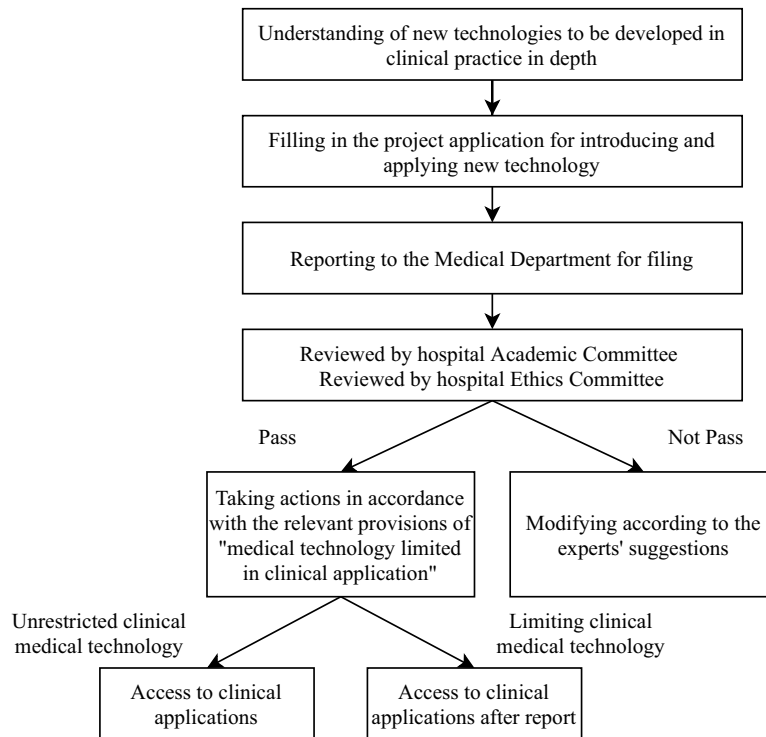 Understanding of new technologies to be developed in
clinical practice in depth
Filling in the project application for introducing and
applying new technology
Reporting to the Medical Department for filing
Reviewed by hospital Academic Committee
Reviewed by hospital Ethics Committee
Pass
Not Pass
Taking actions in accordance
with the relevant provisions of
"medical technology limited
in clinical application"
Modifying according to the
experts' suggestions
Unrestricted clinical
medical technology
Limiting clinical
medical technology
Access to clinical
applications
Access to clinical
applications after report